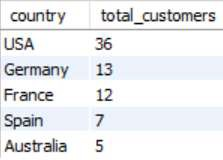 country total_customers
USA 36
Germany 13
France 12
Spain 7
Australia 5